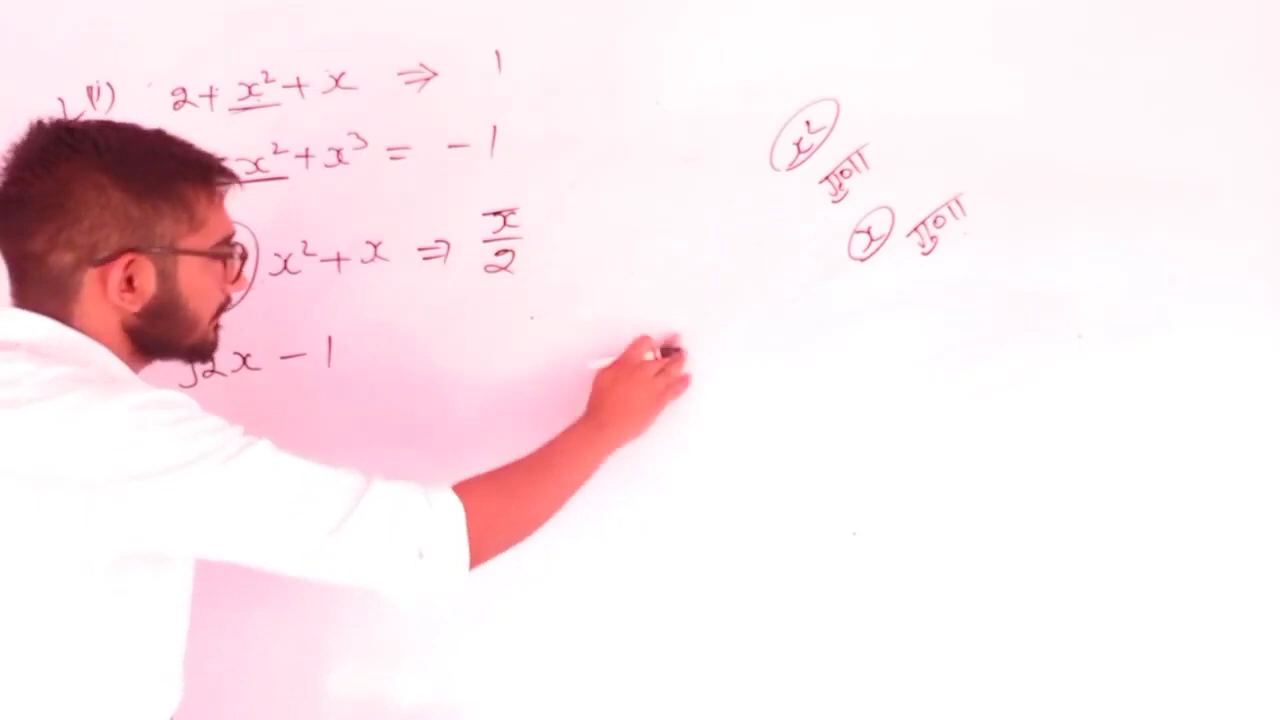 (i) 2 + x² + x ⇒ 1
x² + x³ = - 1
x² + x ⇒ π/2
√2x - 1
x²
गुणा
x गुणा